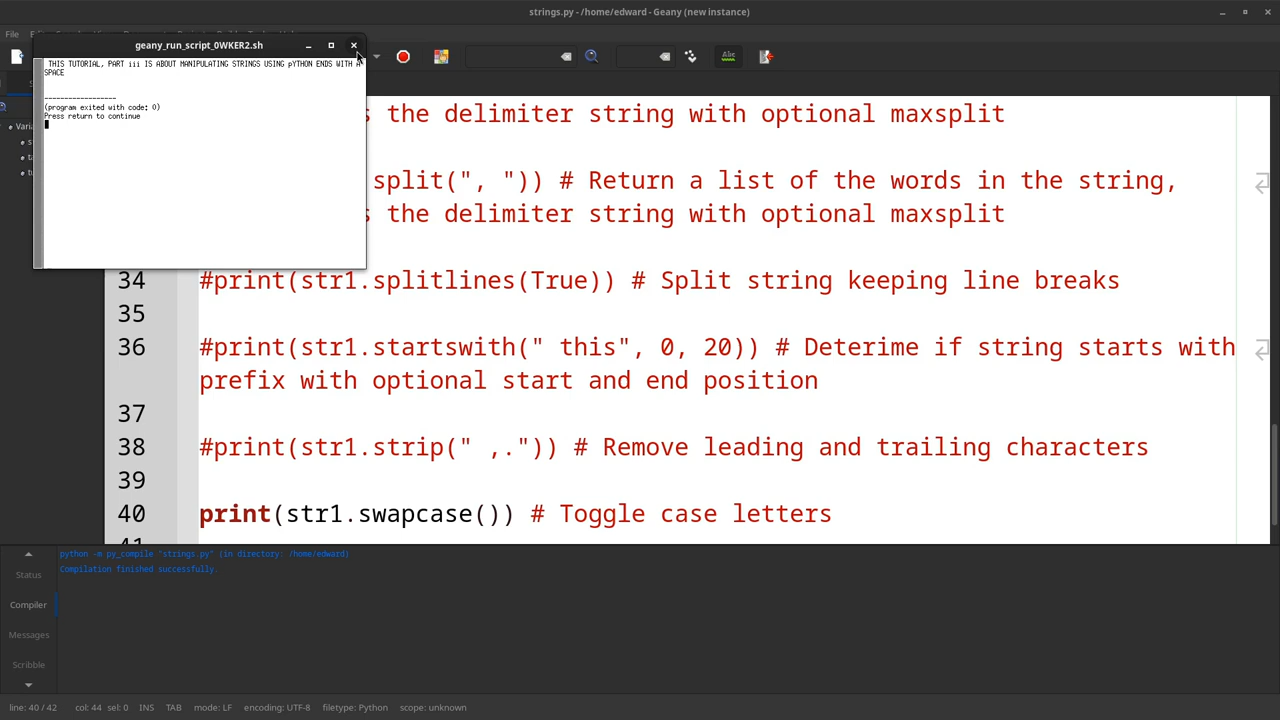 strings.py - /home/edward - Geany (new instance)
File
geany_run_script_0WKER2.sh
Abc
THIS TUTORIAL, PART iii IS ABOUT MANIPULATING STRINGS USING pYTHON ENDS WITH A
SPACE
------------------
(program exited with code: 0)
Press return to continue
s the delimiter string with optional maxsplit
split(", ")) # Return a list of the words in the string,
s the delimiter string with optional maxsplit
34 #print(str1.splitlines(True)) # Split string keeping line breaks
35
36 #print(str1.startswith(" this", 0, 20)) # Deterime if string starts with
prefix with optional start and end position
37
38 #print(str1.strip(" ,.")) # Remove leading and trailing characters
39
40 print(str1.swapcase()) # Toggle case letters
python -m py_compile "strings.py" (in directory: /home/edward)
Compilation finished successfully.
Status
Compiler
Messages
Scribble
line: 40 / 42 col: 44 sel: 0 INS TAB mode: LF encoding: UTF-8 filetype: Python scope: unknown